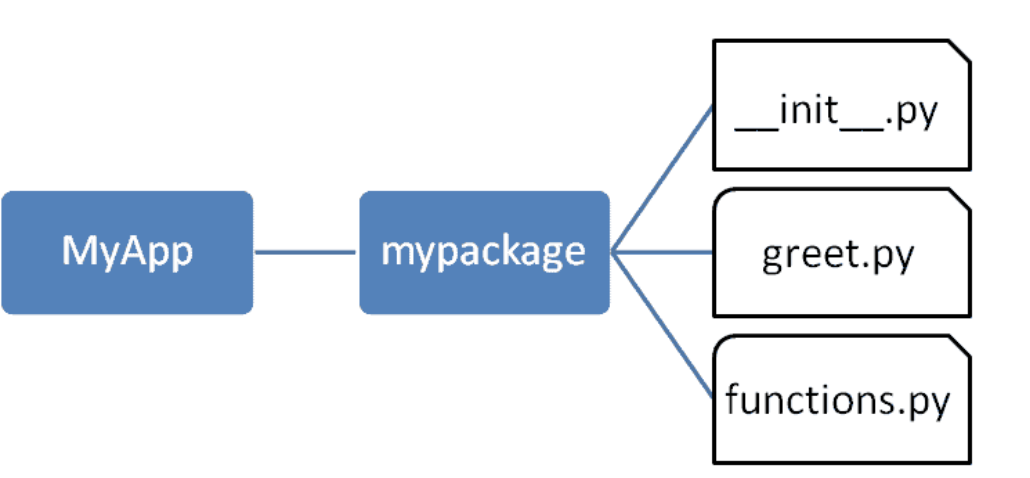 MyApp
mypackage
__init__.py
greet.py
functions.py